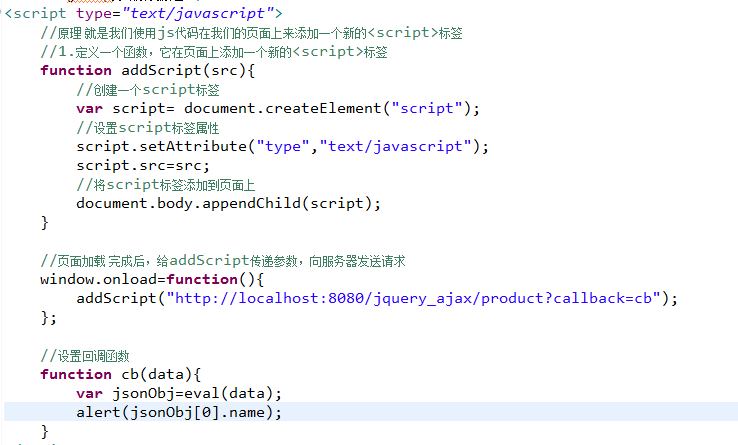 <script type="text/javascript">
//原理 就是我们使用js代码在我们的页面上来添加一个新的<script>标签
//1.定义一个函数，它在页面上添加一个新的<script>标签
function addScript(src){
//创建一个script标签
var script= document.createElement("script");
//设置script标签属性
script.setAttribute("type","text/javascript");
script.src=src;
//将script标签添加到页面上
document.body.appendChild(script);
}
//页面加载 完成后，给addScript传递参数，向服务器发送请求
window.onload=function(){
addScript("http://localhost:8080/jquery_ajax/product?callback=cb");
};
//设置回调函数
function cb(data){
var jsonObj=eval(data);
alert(jsonObj[0].name);
}